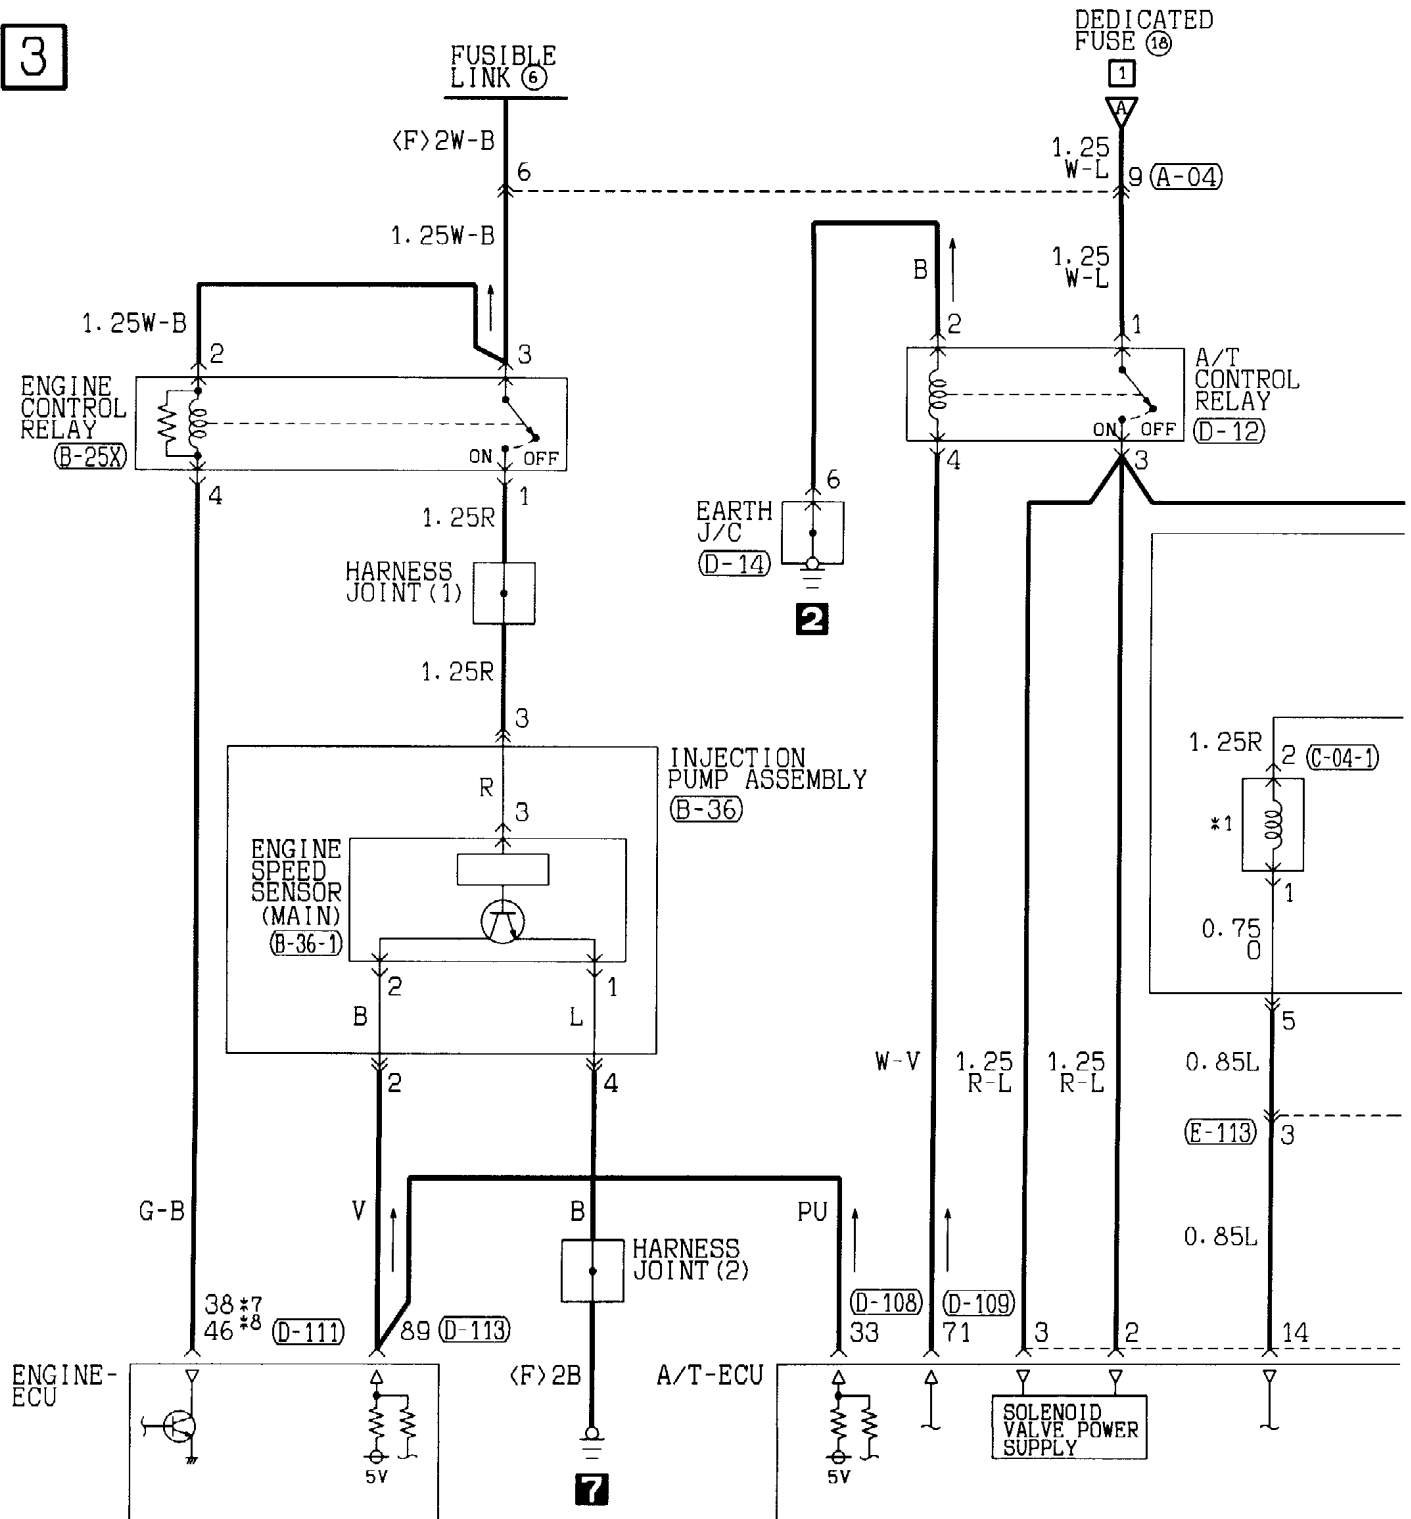 3
FUSIBLE
LINK 6
DEDICATED
FUSE 18
1
A
<F>2W-B
6
1.25
W-L
9 A-04
1.25W-B
B
1.25
W-L
1.25W-B
2
3
2
1
ENGINE
CONTROL
RELAY
B-25X
ON OFF
A/T
CONTROL
RELAY
D-12
ON OFF
4
1
4
3
6
1.25R
EARTH
J/C
D-14
2
HARNESS
JOINT(1)
1.25R
3
INJECTION
PUMP ASSEMBLY
B-36
R
3
1.25R
2 C-04-1
*1
ENGINE
SPEED
SENSOR
(MAIN)
B-36-1
1
0.75
O
2
1
B
L
5
2
4
W-V
1.25
R-L
1.25
R-L
0.85L
E-113
3
G-B
V
B
PU
0.85L
HARNESS
JOINT(2)
38*7
46*8 D-111
89 D-113
D-108
33
D-109
71
3
2
14
ENGINE-
ECU
<F>2B
A/T-ECU
SOLENOID
VALVE POWER
SUPPLY
5V
7
5V